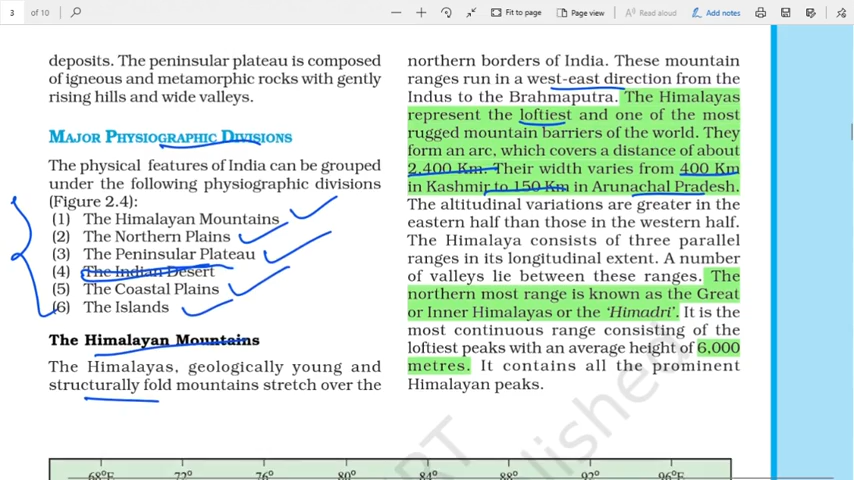 3 of 10
Fit to page
Page view
Read aloud
Add notes
deposits. The peninsular plateau is composed
of igneous and metamorphic rocks with gently
rising hills and wide valleys.
MAJOR PHYSIOGRAPHIC DIVISIONS
The physical features of India can be grouped
under the following physiographic divisions
(Figure 2.4):
(1) The Himalayan Mountains
(2) The Northern Plains
(3) The Peninsular Plateau
(4) The Indian Desert
(5) The Coastal Plains
(6) The Islands
The Himalayan Mountains
The Himalayas, geologically young and
structurally fold mountains stretch over the
northern borders of India. These mountain
ranges run in a west-east direction from the
Indus to the Brahmaputra. The Himalayas
represent the loftiest and one of the most
rugged mountain barriers of the world. They
form an arc, which covers a distance of about
2,400 Km. Their width varies from 400 Km
in Kashmir to 150 Km in Arunachal Pradesh.
The altitudinal variations are greater in the
eastern half than those in the western half.
The Himalaya consists of three parallel
ranges in its longitudinal extent. A number
of valleys lie between these ranges. The
northern most range is known as the Great
or Inner Himalayas or the ‘Himadri’. It is the
most continuous range consisting of the
loftiest peaks with an average height of 6,000
metres. It contains all the prominent
Himalayan peaks.
68°E 72° 76° 80° 84° 88° 92° 96°E